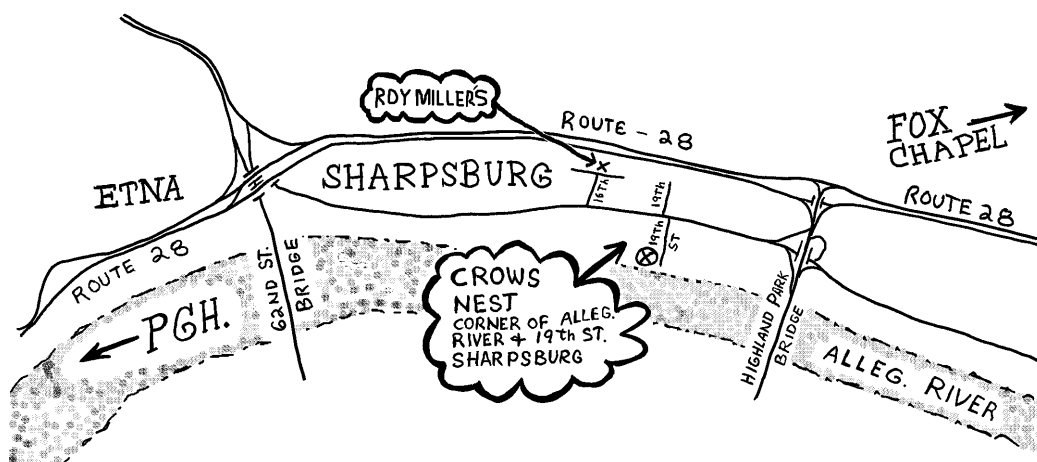 ROY MILLER'S
ROUTE - 28
FOX
CHAPEL
ETNA
SHARPSBURG
16TH
19TH
ROUTE 28
ROUTE 28
62ND ST.
BRIDGE
19TH
ST
PGH.
CROWS
NEST
CORNER OF ALLEG.
RIVER & 19TH ST.
SHARPSBURG
HIGHLAND PARK
BRIDGE
ALLEG. RIVER